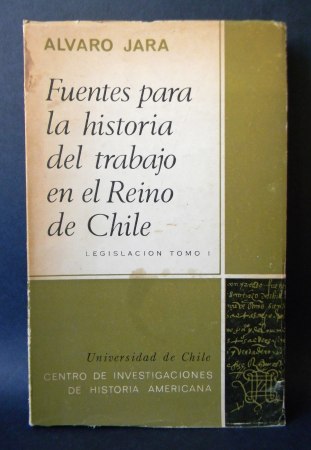 ALVARO JARA
Fuentes para
la historia
del trabajo
en el Reino
de Chile
LEGISLACION TOMO I
Universidad de Chile
CENTRO DE INVESTIGACIONES
DE HISTORIA AMERICANA